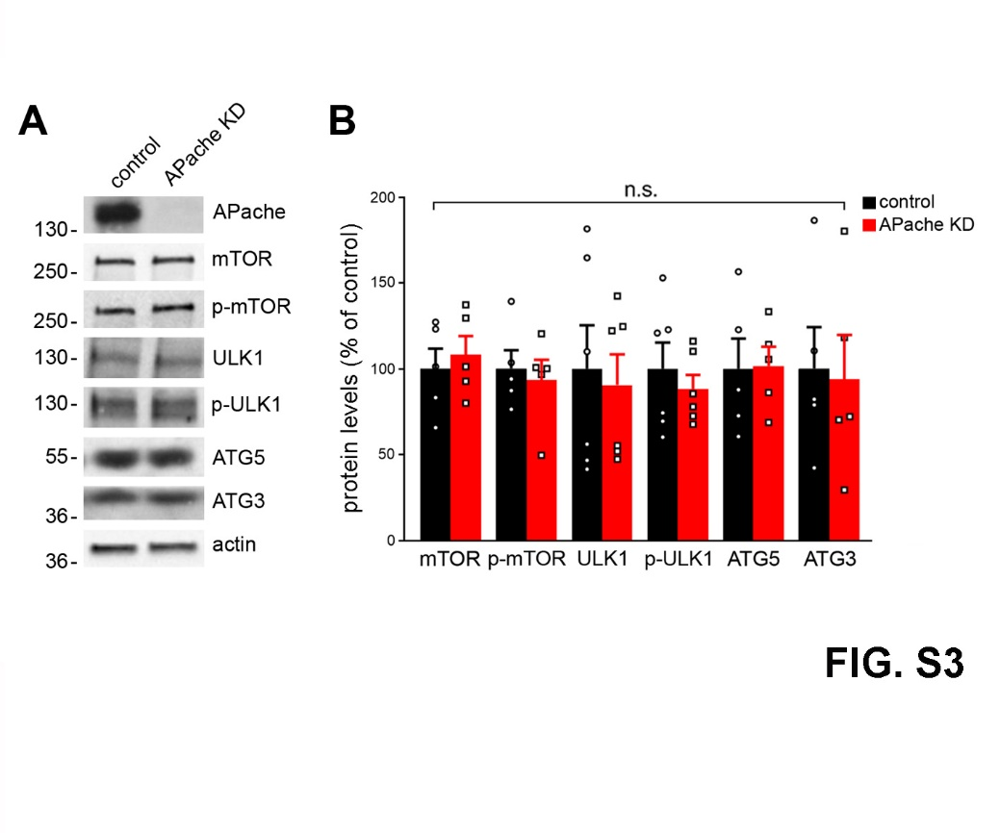 A
control
APache KD
130-
APache
250-
mTOR
250-
p-mTOR
130-
ULK1
130-
p-ULK1
55-
ATG5
36-
ATG3
36-
actin
B
n.s.
control
APache KD
protein levels (% of control)
200
150
100
50
0
mTOR p-mTOR ULK1 p-ULK1 ATG5 ATG3
FIG. S3